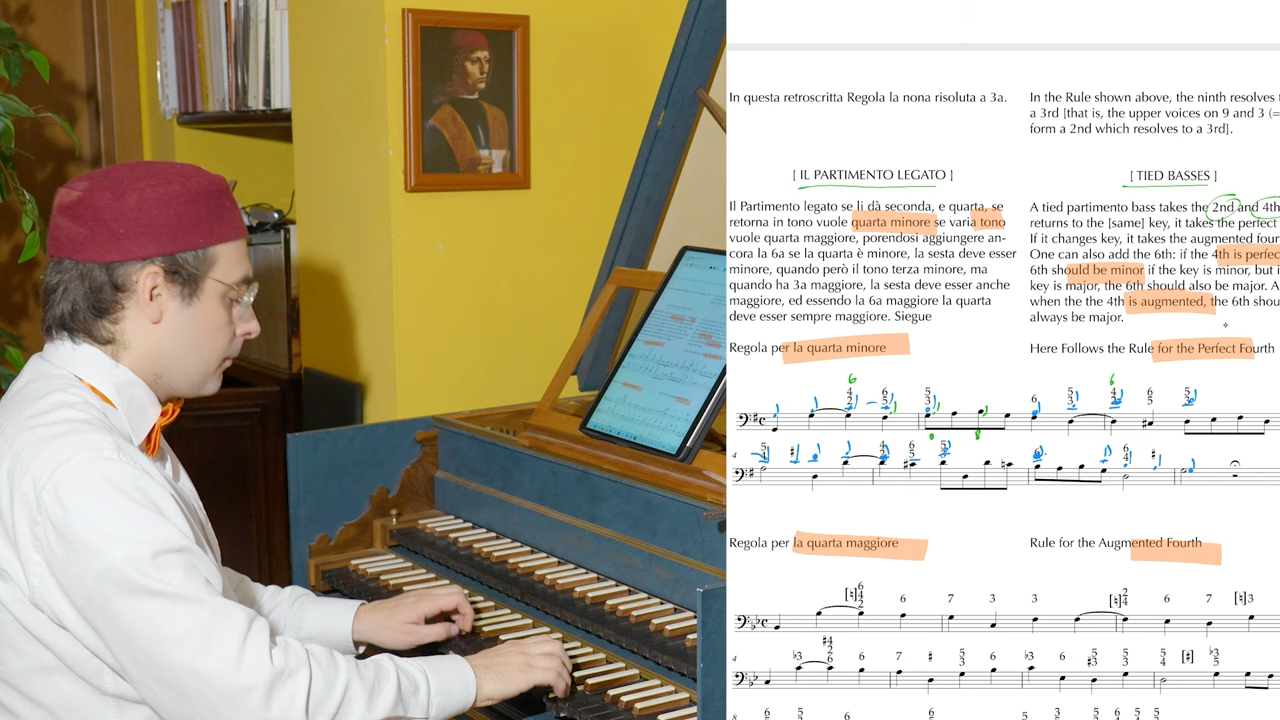 In questa retroscritta Regola la nona risoluta a 3a.
In the Rule shown above, the ninth resolves
a 3rd [that is, the upper voices on 9 and 3 (=
form a 2nd which resolves to a 3rd].
[ IL PARTIMENTO LEGATO ]
[ TIED BASSES ]
Il Partimento legato se li dà seconda, e quarta, se
retorna in tono vuole quarta minore se varia tono
vuole quarta maggiore, porendosi aggiungere an-
cora la 6a se la quarta è minore, la sesta deve esser
minore, quando però il tono terza minore, ma
quando ha 3a maggiore, la sesta deve esser anche
maggiore, ed essendo la 6a maggiore la quarta
deve esser sempre maggiore. Siegue
A tied partimento bass takes the 2nd and 4th
returns to the [same] key, it takes the perfect
If it changes key, it takes the augmented four
One can also add the 6th: if the 4th is perfec
6th should be minor if the key is minor, but i
key is major, the 6th should also be major. A
when the the 4th is augmented, the 6th shou
always be major.
Regola per la quarta minore
Here Follows the Rule for the Perfect Fourth
Regola per la quarta maggiore
Rule for the Augmented Fourth